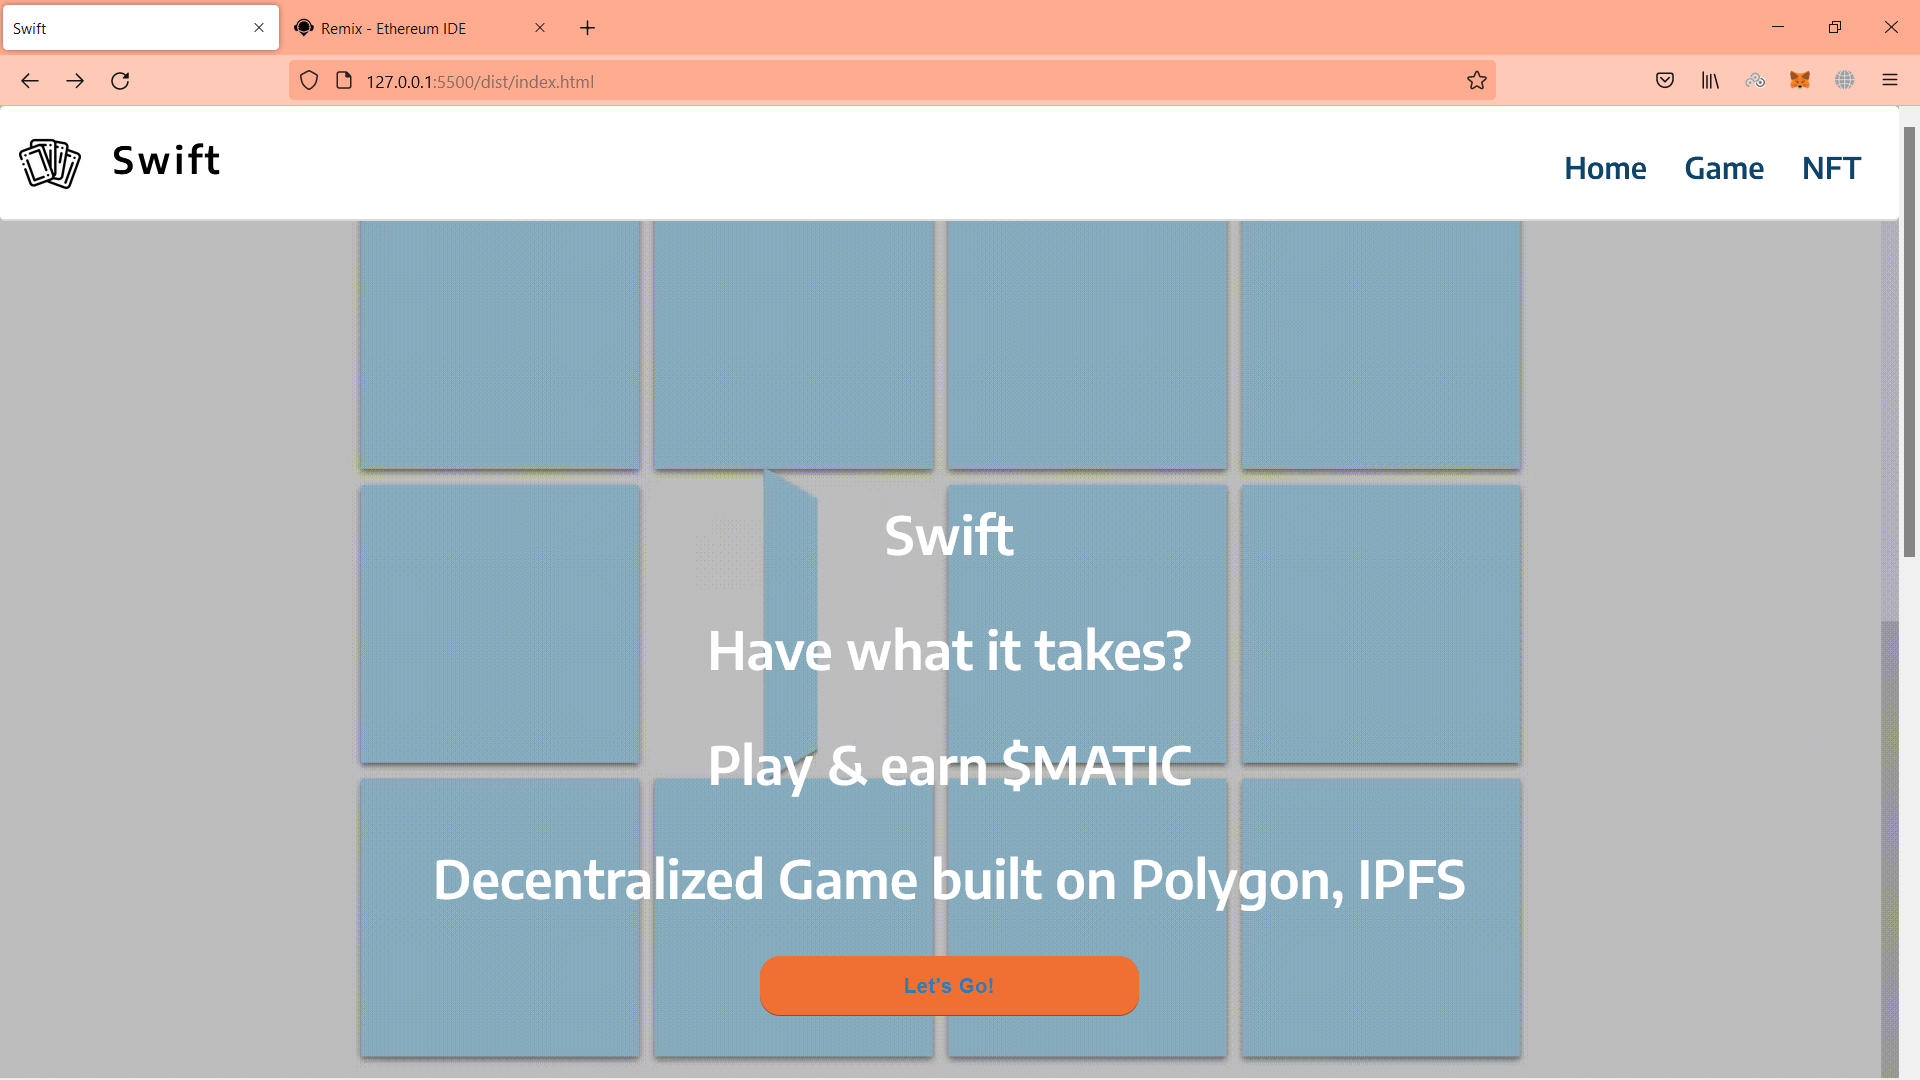 Swift
Remix - Ethereum IDE
127.0.0.1:5500/dist/index.html
Swift
Home Game NFT
Swift
Have what it takes?
Play & earn $MATIC
Decentralized Game built on Polygon, IPFS
Let's Go!